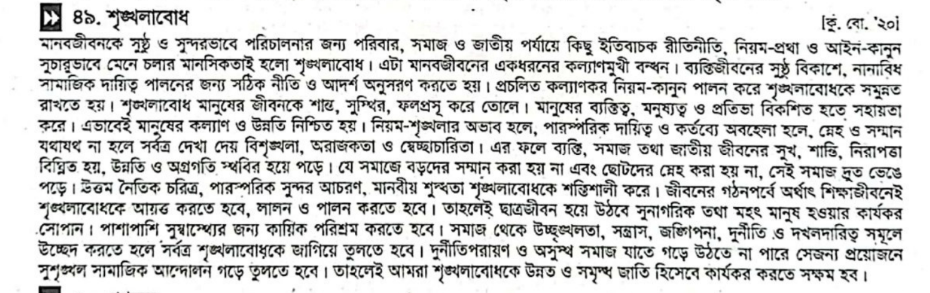 ৪৯. শৃঙ্খলাবোধ [কু. বো. '২০]
মানবজীবনকে সুষ্ঠু ও সুন্দরভাবে পরিচালনার জন্য পরিবার, সমাজ ও জাতীয় পর্যায়ে কিছু ইতিবাচক রীতিনীতি, নিয়ম-প্রথা ও আইন-কানুন
সুচারুভাবে মেনে চলার মানসিকতাই হলো শৃঙ্খলাবোধ। এটা মানবজীবনের একধরনের কল্যাণমুখী বন্ধন। ব্যক্তিজীবনের সুষ্ঠু বিকাশে, নানাবিধ
সামাজিক দায়িত্ব পালনের জন্য সঠিক নীতি ও আদর্শ অনুসরণ করতে হয়। প্রচলিত কল্যাণকর নিয়ম-কানুন পালন করে শৃঙ্খলাবোধকে সমুন্নত
রাখতে হয়। শৃঙ্খলাবোধ মানুষের জীবনকে শান্ত, সুস্থির, ফলপ্রসূ করে তোলে। মানুষের ব্যক্তিত্ব, মনুষ্যত্ব ও প্রতিভা বিকশিত হতে সহায়তা
করে। এভাবেই মানুষের কল্যাণ ও উন্নতি নিশ্চিত হয়। নিয়ম-শৃঙ্খলার অভাব হলে, পারস্পরিক দায়িত্ব ও কর্তব্যে অবহেলা হলে, স্নেহ ও সম্মান
যথাযথ না হলে সর্বত্র দেখা দেয় বিশৃঙ্খলা, অরাজকতা ও স্বেচ্ছাচারিতা। এর ফলে ব্যক্তি, সমাজ তথা জাতীয় জীবনের সুখ, শান্তি, নিরাপত্তা
বিঘ্নিত হয়, উন্নতি ও অগ্রগতি স্থবির হয়ে পড়ে। যে সমাজে বড়দের সম্মান করা হয় না এবং ছোটদের স্নেহ করা হয় না, সেই সমাজ দ্রুত ভেঙে
পড়ে। উত্তম নৈতিক চরিত্র, পারস্পরিক সুন্দর আচরণ, মানবীয় শুদ্ধতা শৃঙ্খলাবোধকে শক্তিশালী করে। জীবনের গঠনপর্বে অর্থাৎ শিক্ষাজীবনেই
শৃঙ্খলাবোধকে আয়ত্ত করতে হবে, লালন ও পালন করতে হবে। তাহলেই ছাত্রজীবন হয়ে উঠবে সুনাগরিক তথা মহৎ মানুষ হওয়ার কার্যকর
সোপান। পাশাপাশি সুস্বাস্থ্যের জন্য কায়িক পরিশ্রম করতে হবে। সমাজ থেকে উচ্ছৃঙ্খলতা, সন্ত্রাস, জঙ্গিপনা, দুর্নীতি ও দখলদারিত্ব সমূলে
উচ্ছেদ করতে হলে সর্বত্র শৃঙ্খলাবোধকে জাগিয়ে তুলতে হবে। দুর্নীতিপরায়ণ ও অসুস্থ সমাজ যাতে গড়ে উঠতে না পারে সেজন্য প্রয়োজনে
সুশৃঙ্খল সামাজিক আন্দোলন গড়ে তুলতে হবে। তাহলেই আমরা শৃঙ্খলাবোধকে উন্নত ও সমৃদ্ধ জাতি হিসেবে কার্যকর করতে সক্ষম হব।